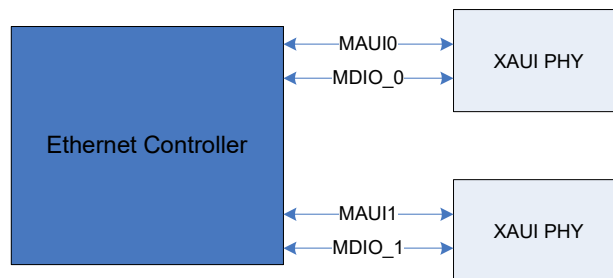 MAUI0
XAUI PHY
MDIO_0
Ethernet Controller
MAUI1
XAUI PHY
MDIO_1